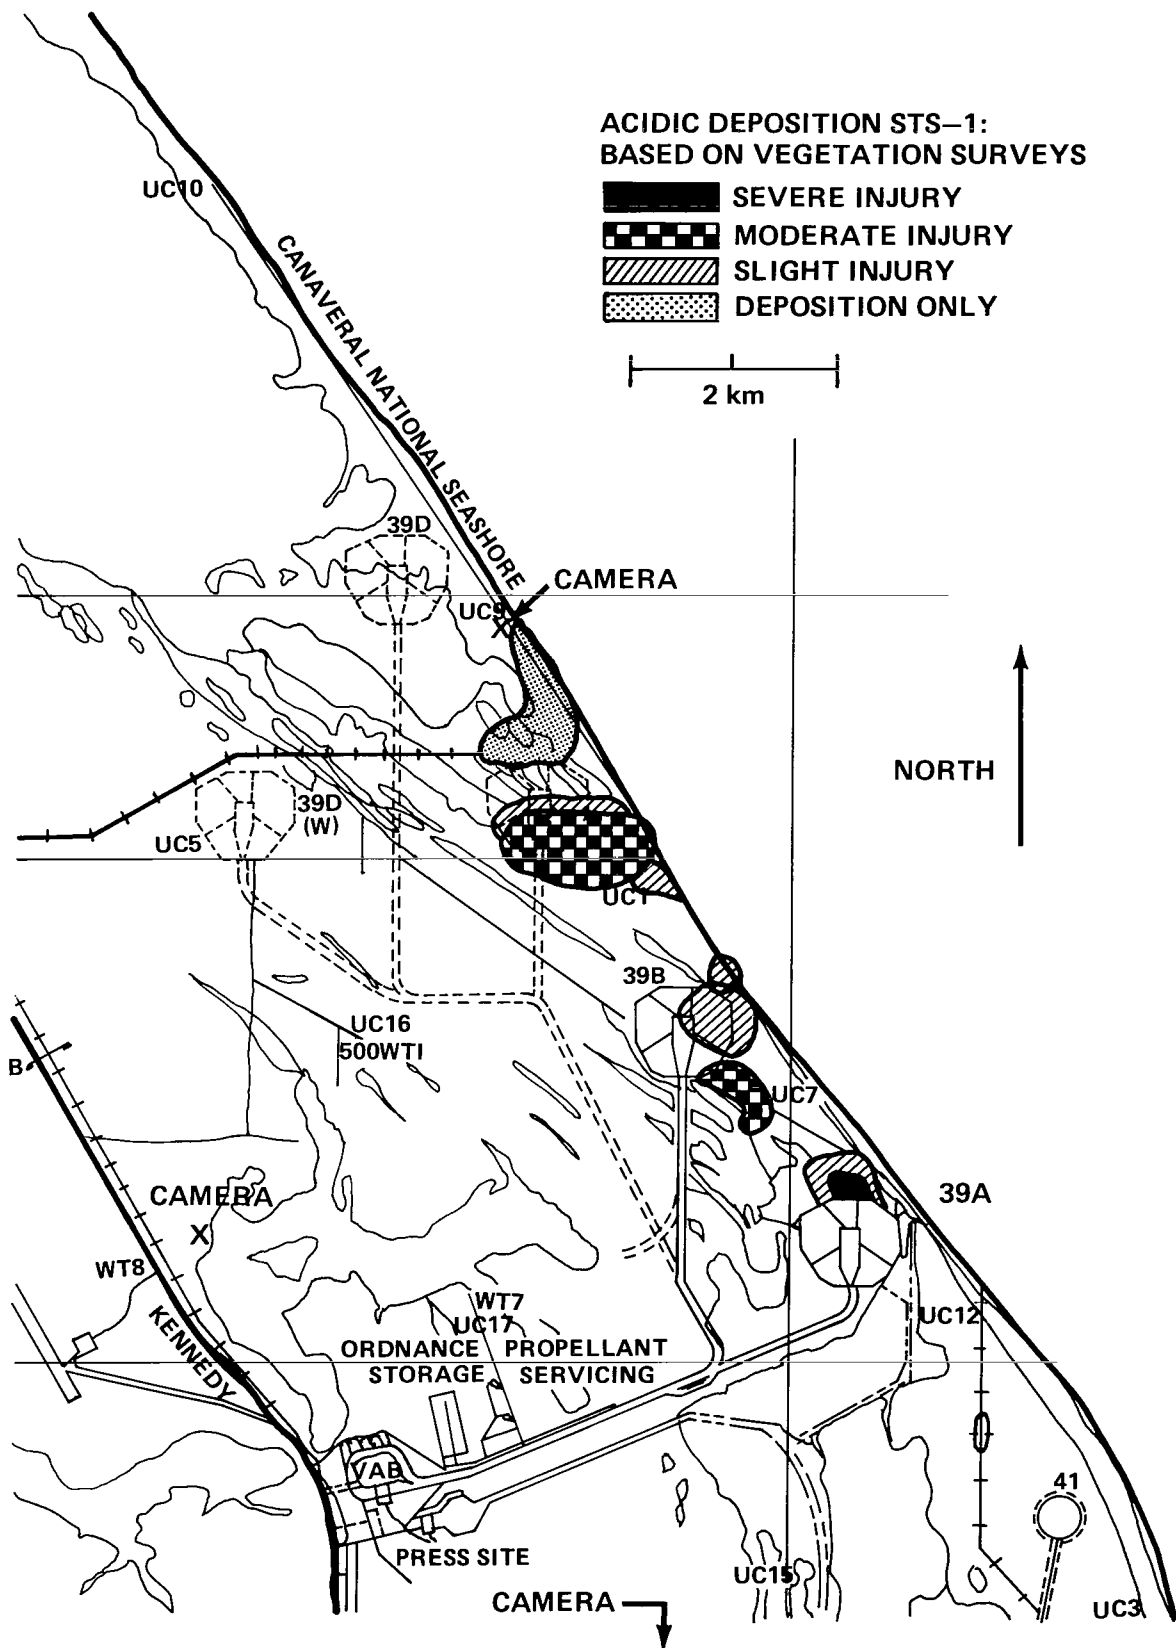 ACIDIC DEPOSITION STS–1:
BASED ON VEGETATION SURVEYS
SEVERE INJURY
MODERATE INJURY
SLIGHT INJURY
DEPOSITION ONLY
2 km
UC10
CANAVERAL NATIONAL SEASHORE
39D
CAMERA
UC9
X
NORTH
39D
(W)
UC5
UC1
39B
UC16
500WTI
B
UC7
CAMERA
X
39A
WT8
WT7
UC17
UC12
KENNEDY
ORDNANCE
STORAGE
PROPELLANT
SERVICING
VAB
41
PRESS SITE
UC15
CAMERA
UC3